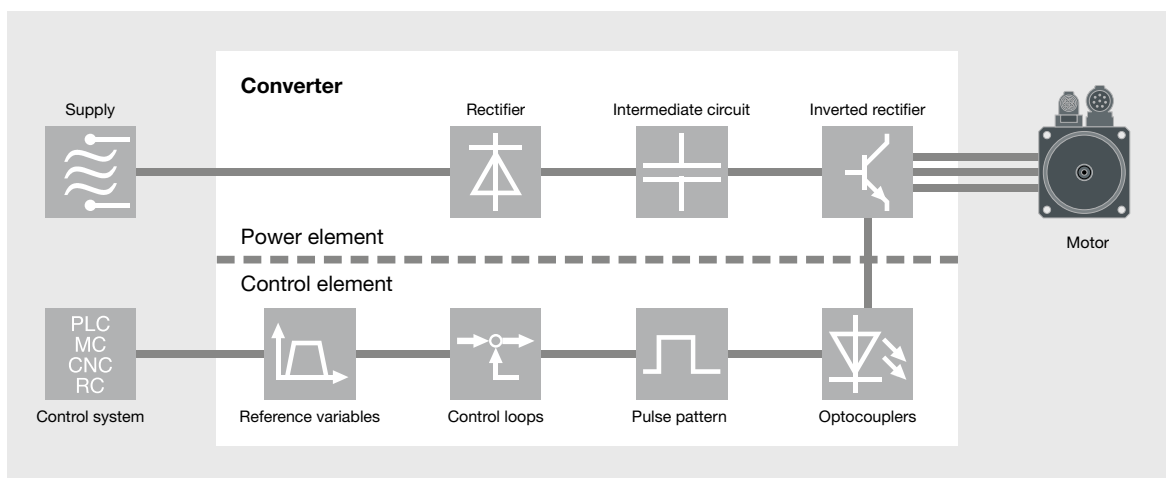 Converter
Supply
Rectifier
Intermediate circuit
Inverted rectifier
Motor
Power element
Control element
PLC
MC
CNC
RC
Control system
Reference variables
Control loops
Pulse pattern
Optocouplers